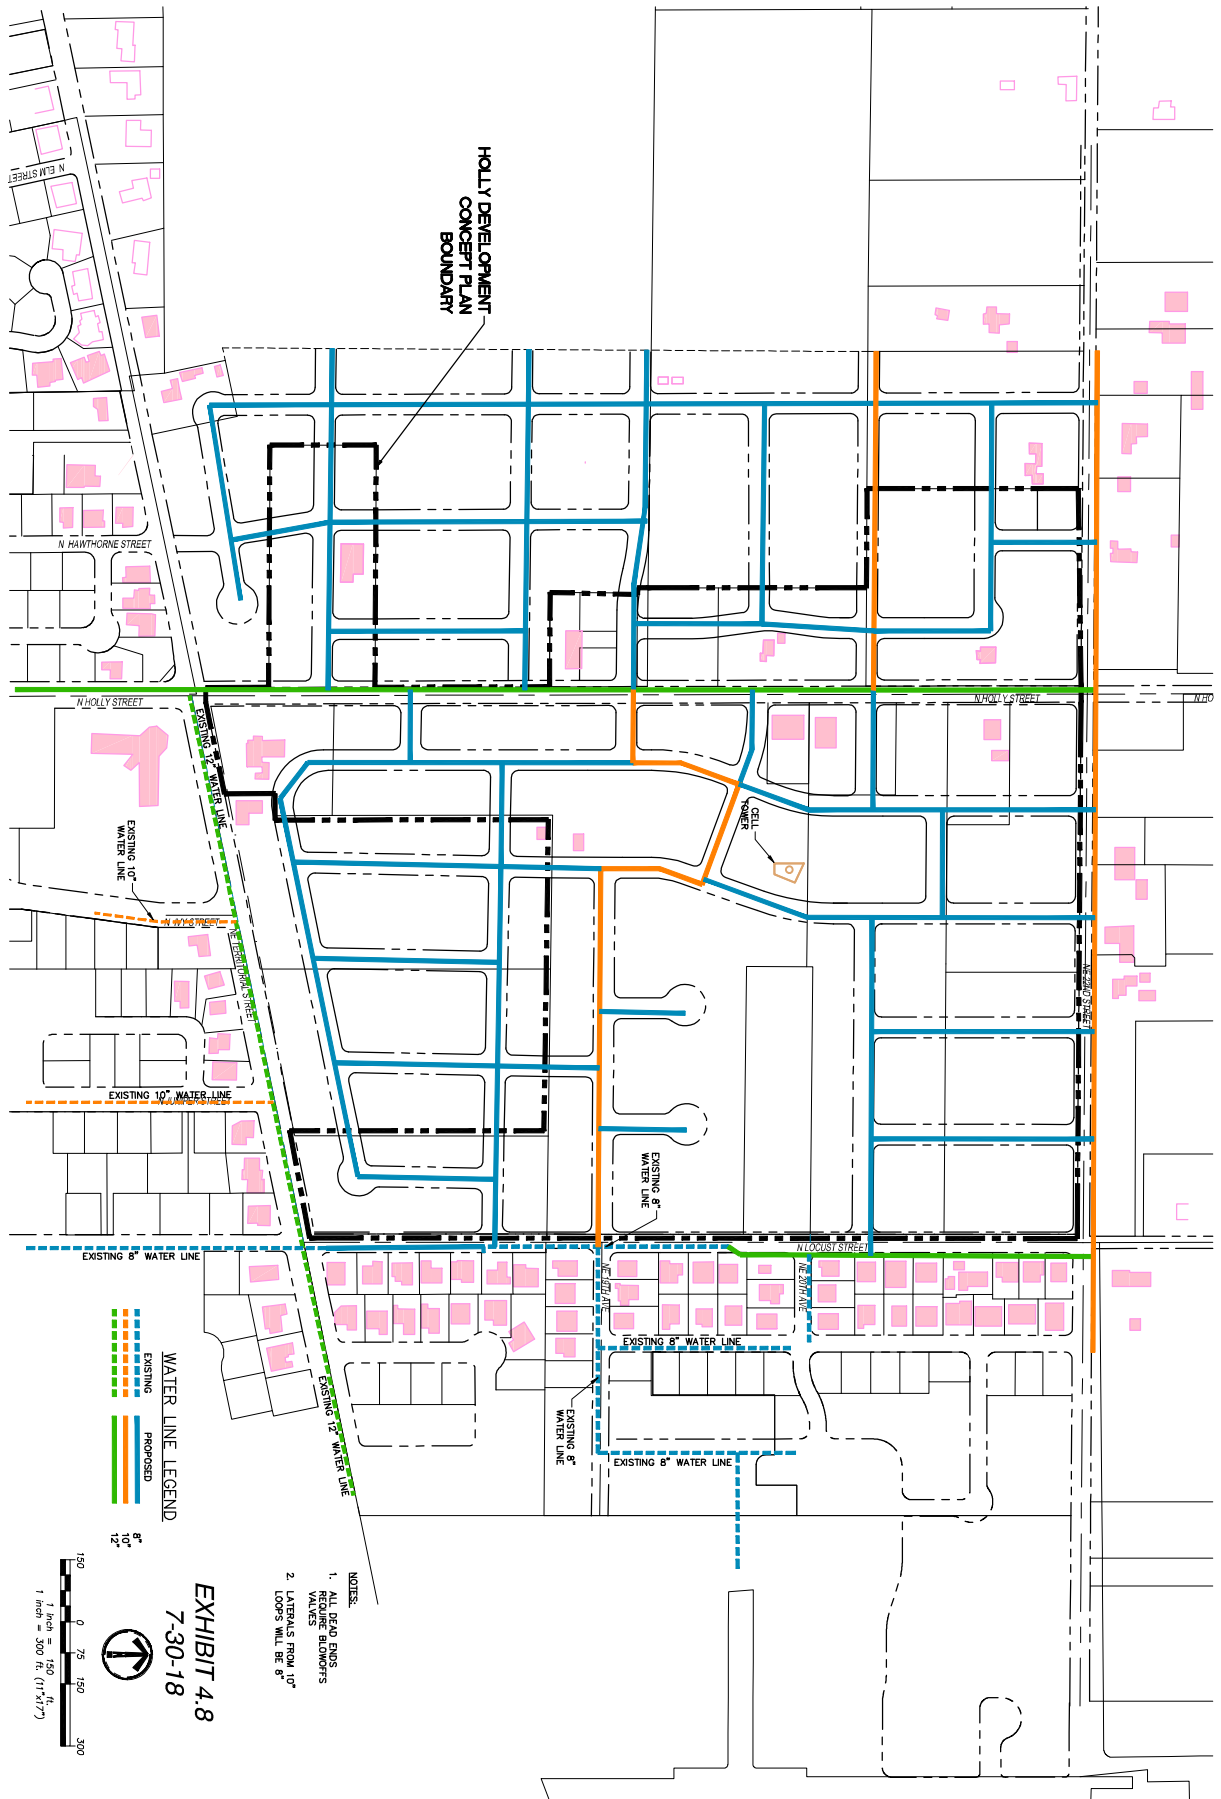 HOLLY DEVELOPMENT
CONCEPT PLAN
BOUNDARY
N ELM STREET
N HAWTHORNE STREET
N HOLLY STREET
N HOLLY STREET
N HO
EXISTING 12" WATER LINE
EXISTING 10"
WATER LINE
CELL
TOWER
N IVY STREET
NE TERRITORIAL STREET
NE 22ND STREET
EXISTING 10" WATER LINE
N JUNIPER STREET
EXISTING 8"
WATER LINE
N LOCUST STREET
EXISTING 8" WATER LINE
NE 19TH AVE
NE 20TH AVE
EXISTING 8" WATER LINE
EXISTING 12" WATER LINE
EXISTING 8"
WATER LINE
EXISTING 8" WATER LINE
WATER LINE LEGEND
EXISTING
PROPOSED
8"
10"
12"
NOTES:
1. ALL DEAD ENDS
REQUIRE BLOWOFFS
VALVES
2. LATERALS FROM 10"
LOOPS WILL BE 8"
EXHIBIT 4.8
7-30-18
150 0 75 150 300
1 inch = 150 ft.
1 inch = 300 ft. (11"x17")